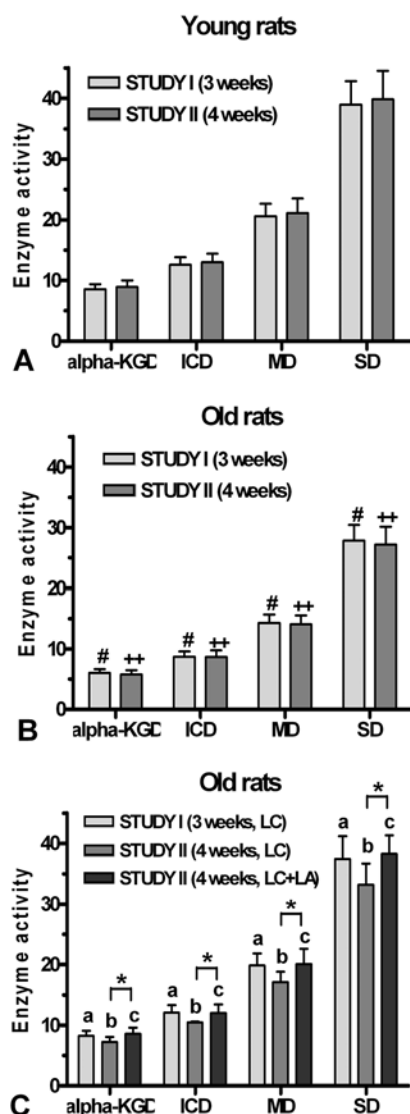 Young rats
STUDY I (3 weeks)
STUDY II (4 weeks)
Enzyme activity
40
30
20
10
0
alpha-KGD ICD MD SD
A
Old rats
STUDY I (3 weeks)
STUDY II (4 weeks)
Enzyme activity
40
30
20
10
0
# ++ # ++ # ++ # ++
alpha-KGD ICD MD SD
B
Old rats
STUDY I (3 weeks, LC)
STUDY II (4 weeks, LC)
STUDY II (4 weeks, LC+LA)
Enzyme activity
40
30
20
10
0
* * * *
a b c a b c a b c a b c
alpha-KGD ICD MD SD
C